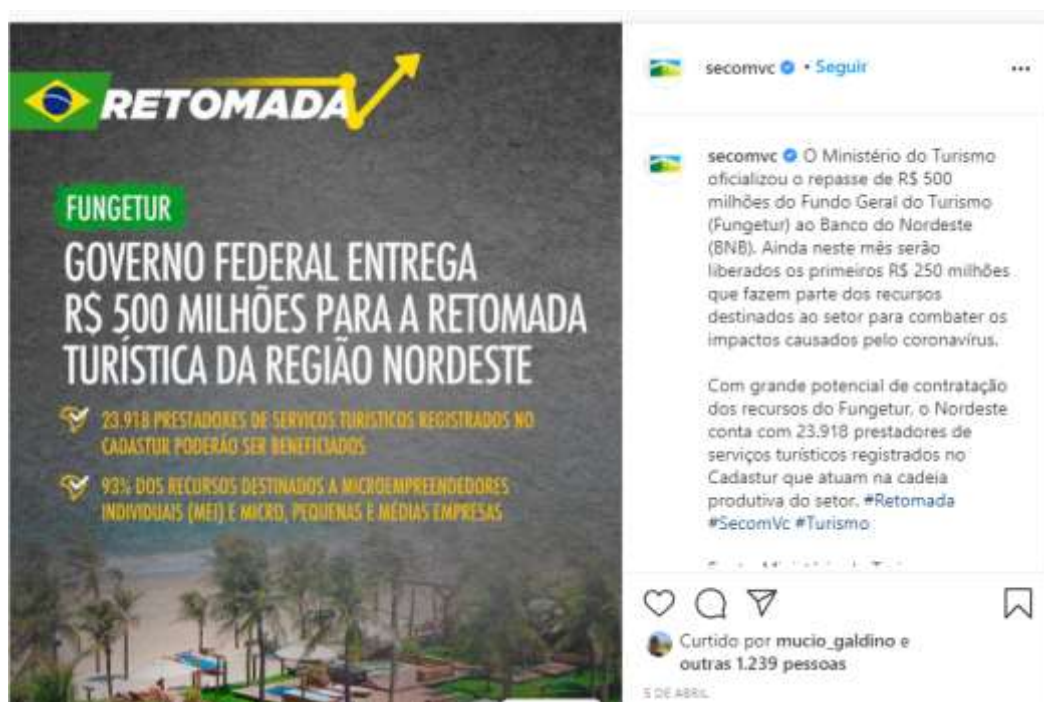 RETOMADA
FUNGETUR
GOVERNO FEDERAL ENTREGA
R$ 500 MILHÕES PARA A RETOMADA
TURÍSTICA DA REGIÃO NORDESTE
23.918 PRESTADORES DE SERVIÇOS TURÍSTICOS REGISTRADOS NO
CADASTUR PODERÃO SER BENEFICIADOS
93% DOS RECURSOS DESTINADOS A MICROEMPREENDEDORES
INDIVIDUAIS (MEI) E MICRO, PEQUENAS E MÉDIAS EMPRESAS
secomvc • Seguir
secomvc O Ministério do Turismo
oficializou o repasse de R$ 500
milhões do Fundo Geral do Turismo
(Fungetur) ao Banco do Nordeste
(BNB). Ainda neste mês serão
liberados os primeiros R$ 250 milhões
que fazem parte dos recursos
destinados ao setor para combater os
impactos causados pelo coronavírus.
Com grande potencial de contratação
dos recursos do Fungetur, o Nordeste
conta com 23.918 prestadores de
serviços turísticos registrados no
Cadastur que atuam na cadeia
produtiva do setor. #Retomada
#SecomVc #Turismo
Curtido por mucio_galdino e
outras 1.239 pessoas
5 DE ABRIL